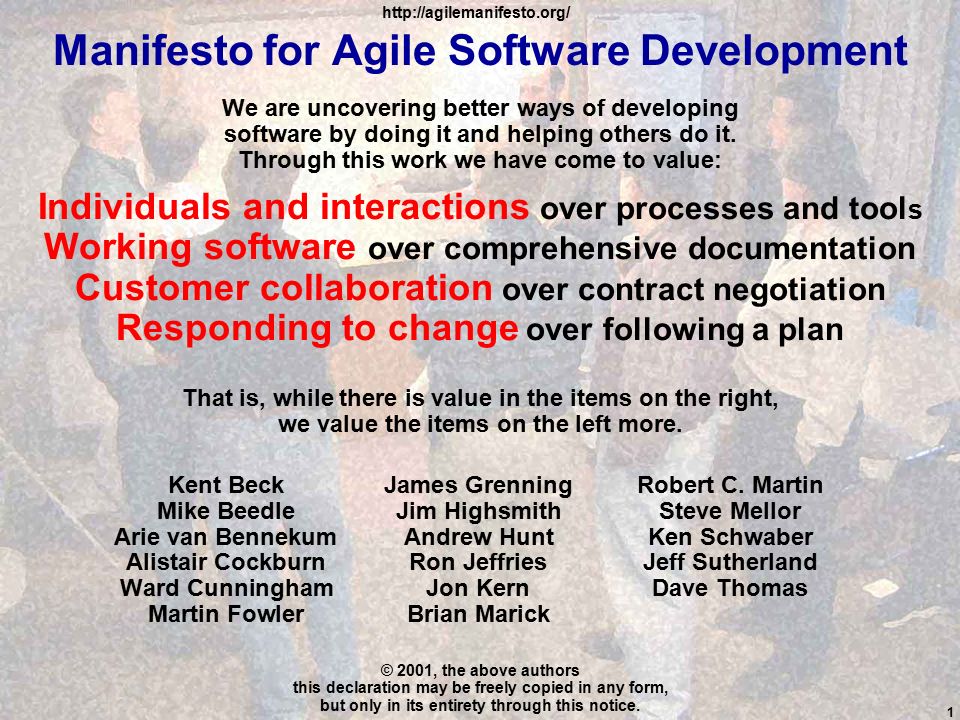 http://agilemanifesto.org/
Manifesto for Agile Software Development
We are uncovering better ways of developing
software by doing it and helping others do it.
Through this work we have come to value:
Individuals and interactions over processes and tools
Working software over comprehensive documentation
Customer collaboration over contract negotiation
Responding to change over following a plan
That is, while there is value in the items on the right,
we value the items on the left more.
Kent Beck
Mike Beedle
Arie van Bennekum
Alistair Cockburn
Ward Cunningham
Martin Fowler
James Grenning
Jim Highsmith
Andrew Hunt
Ron Jeffries
Jon Kern
Brian Marick
Robert C. Martin
Steve Mellor
Ken Schwaber
Jeff Sutherland
Dave Thomas
© 2001, the above authors
this declaration may be freely copied in any form,
but only in its entirety through this notice.
1